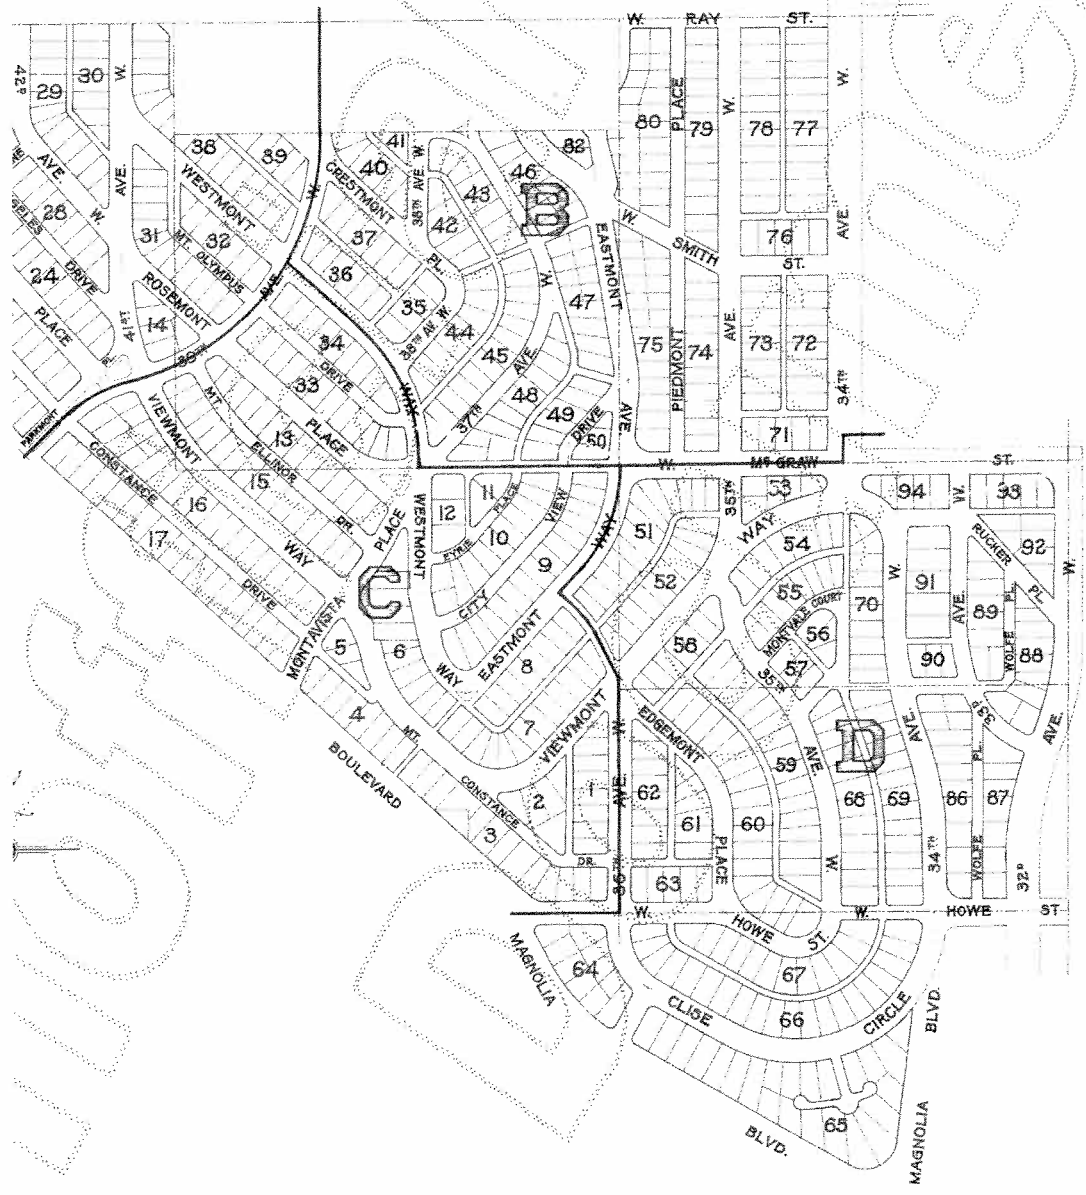 W. RAY ST.
42D
29
30
W.
AVE.
AVE.
W.
28
24
DRIVE
PLACE
31
14
41ST
38
39
WESTMONT
MT. OLYMPUS
32
ROSEMONT
W.
AVE.
39TH
41
40
CRESTMONT
PL.
38TH AVE. W.
37
36
35
38TH AV. W.
42
43
44
45
46
82
B
W.
47
EASTMONT
AVE
37TH
AVE.
48
49
50
DRIVE
80
PLACE
79
W.
78
77
W.
W. SMITH ST.
76
AVE
75
PIEDMONT
74
AVE.
73
72
34TH
71
W. McGRAW ST.
34
DRIVE
33
WAY
PARKMONT
VIEWMONT
WAY
CONSTANCE
DRIVE
MT.
ELLINOR
DR.
13
PLACE
15
16
17
PLACE
MONTAVISTA
C
WESTMONT
WAY
12
11
PLACE
10
VIEW
CITY
9
WAY
EASTMONT
8
7
VIEWMONT
5
6
4
MT.
CONSTANCE
DR.
BOULEVARD
3
2
1
W.
AVE.
36TH
51
52
35TH
53
WAY
54
55
MONTVALE COURT
56
57
58
35TH
AVE.
W.
EDGEMONT
PLACE
59
60
61
62
63
D
68
69
70
W.
AVE.
34TH
94
W.
93
91
AVE.
90
RUCKER PL.
92
W.
89
WOLFE PL.
88
33D
AVE.
86
87
WOLFE
PL.
32D
W. HOWE ST.
W. HOWE ST
MAGNOLIA
BLVD.
64
67
66
CLISE CIRCLE
65
MAGNOLIA
BLVD.